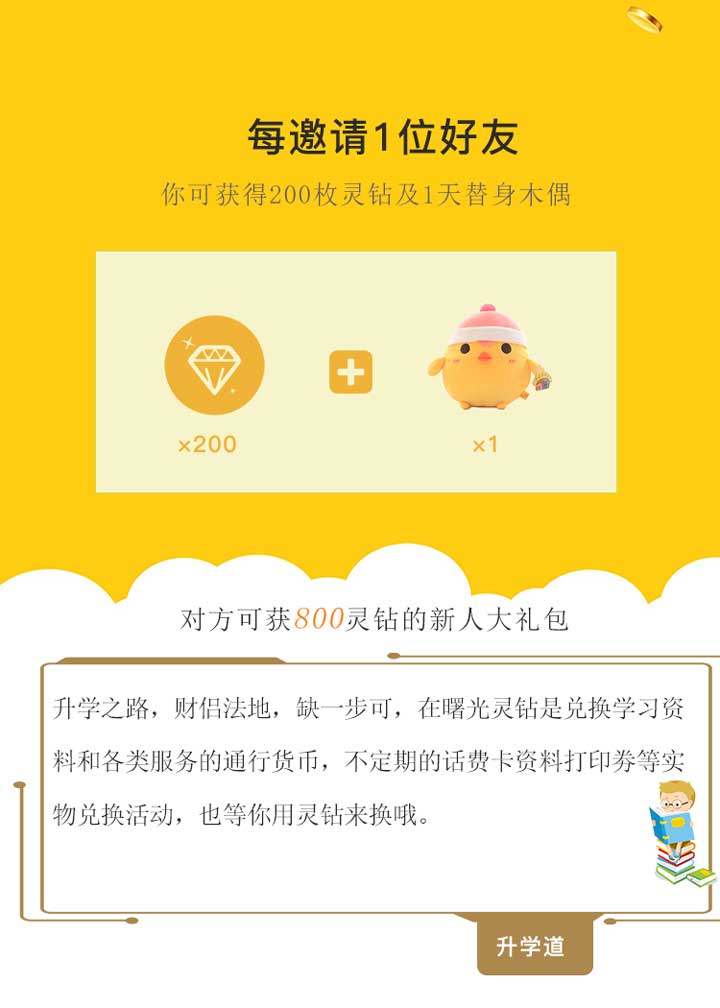 每邀请1位好友
你可获得200枚灵钻及1天替身木偶
×200
×1
对方可获800灵钻的新人大礼包
升学之路，财侣法地，缺一步可，在曙光灵钻是兑换学习资
料和各类服务的通行货币，不定期的话费卡资料打印券等实
物兑换活动，也等你用灵钻来换哦。
升学道